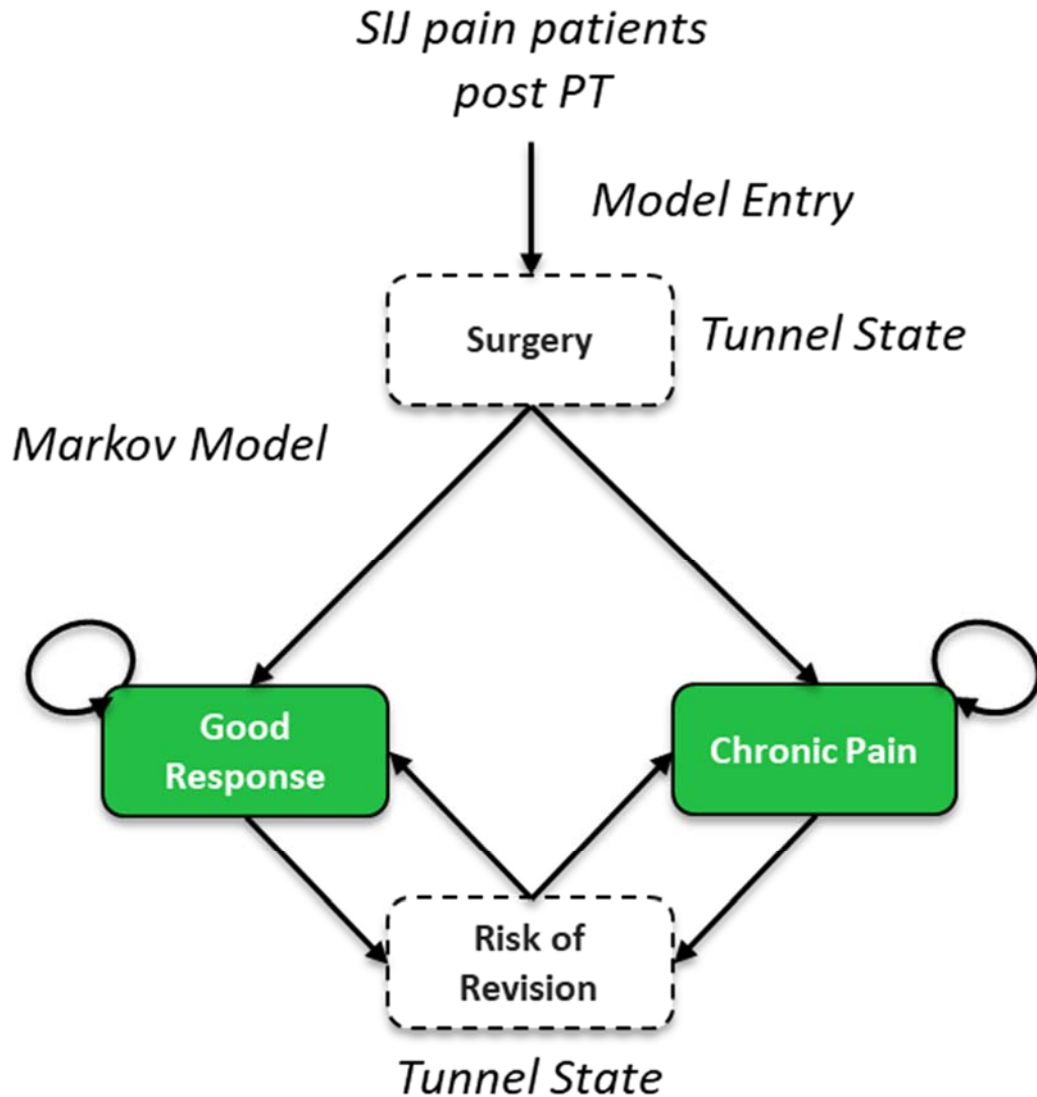 SIJ pain patients
post PT
Model Entry
Surgery
Tunnel State
Markov Model
Good
Response
Chronic Pain
Risk of
Revision
Tunnel State